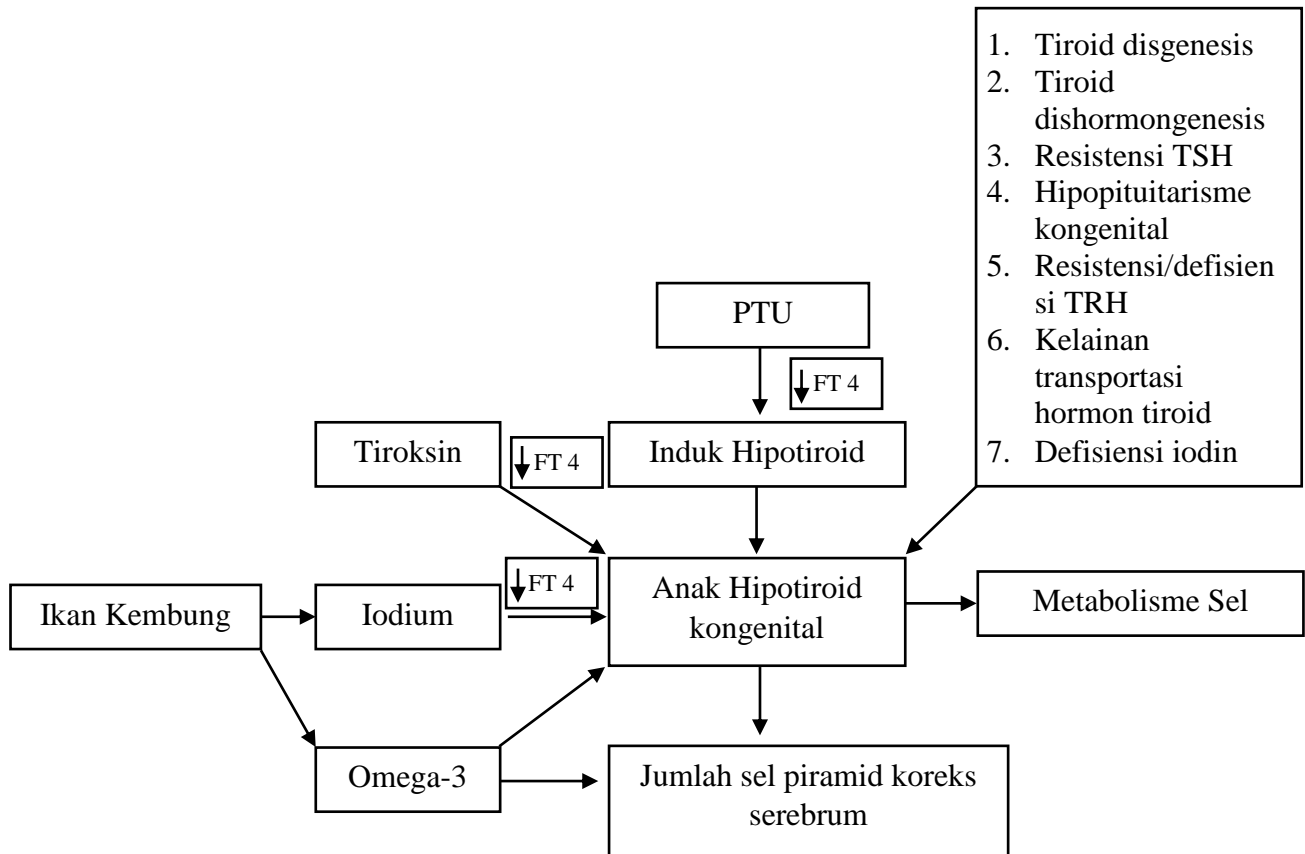 1. Tiroid disgenesis
2. Tiroid
dishormongenesis
3. Resistensi TSH
4. Hipopituitarisme
kongenital
5. Resistensi/defisien
si TRH
6. Kelainan
transportasi
hormon tiroid
7. Defisiensi iodin
PTU
↓ FT 4
Tiroksin
↓ FT 4
Induk Hipotiroid
↓ FT 4
Ikan Kembung
Iodium
Anak Hipotiroid
kongenital
Metabolisme Sel
Omega-3
Jumlah sel piramid koreks
serebrum